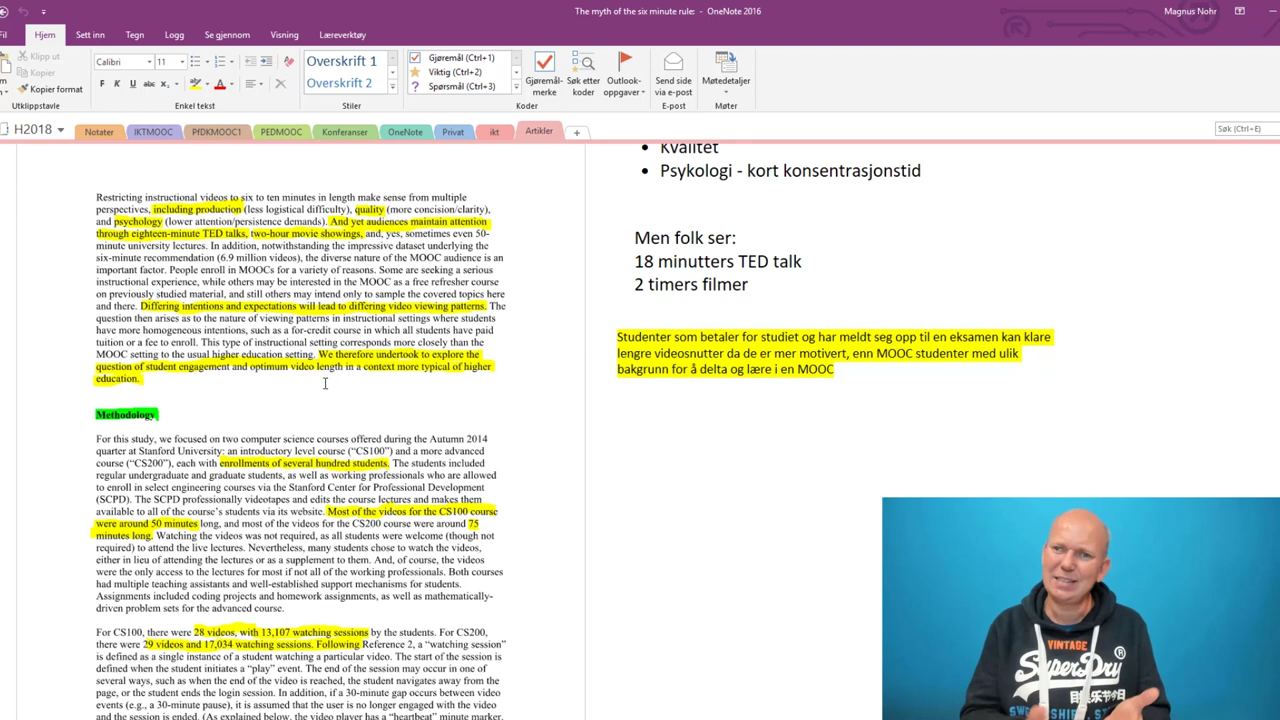 The myth of the six minute rule: - OneNote 2016
Magnus Nohr
Fil
Hjem
Sett inn
Tegn
Logg
Se gjennom
Visning
Læreverktøy
Klipp ut
Kopier
Kopier format
Utklippstavle
Calibri
11
F K U abc x₂ A
Enkel tekst
Overskrift 1
Overskrift 2
Stiler
Gjøremål (Ctrl+1)
Viktig (Ctrl+2)
Spørsmål (Ctrl+3)
Gjøremål-
merke
Søk etter
koder
Koder
Outlook-
oppgaver
Send side
via e-post
E-post
Møtedetaljer
Møter
H2018
Notater
IKTMOOC
PfDKMOOC1
PEDMOOC
Konferanser
OneNote
Privat
ikt
Artikler
Søk (Ctrl+E)
Restricting instructional videos to six to ten minutes in length make sense from multiple
perspectives, including production (less logistical difficulty), quality (more concision/clarity),
and psychology (lower attention/persistence demands). And yet audiences maintain attention
through eighteen-minute TED talks, two-hour movie showings, and, yes, sometimes even 50-
minute university lectures. In addition, notwithstanding the impressive dataset underlying the
six-minute recommendation (6.9 million videos), the diverse nature of the MOOC audience is an
important factor. People enroll in MOOCs for a variety of reasons. Some are seeking a serious
instructional experience, while others may be interested in the MOOC as a free refresher course
on previously studied material, and still others may intend only to sample the covered topics here
and there. Differing intentions and expectations will lead to differing video viewing patterns. The
question then arises as to the nature of viewing patterns in instructional settings where students
have more homogeneous intentions, such as a for-credit course in which all students have paid
tuition or a fee to enroll. This type of instructional setting corresponds more closely than the
MOOC setting to the usual higher education setting. We therefore undertook to explore the
question of student engagement and optimum video length in a context more typical of higher
education.
Methodology
For this study, we focused on two computer science courses offered during the Autumn 2014
quarter at Stanford University: an introductory level course (“CS100”) and a more advanced
course (“CS200”), each with enrollments of several hundred students. The students included
regular undergraduate and graduate students, as well as working professionals who are allowed
to enroll in select engineering courses via the Stanford Center for Professional Development
(SCPD). The SCPD professionally videotapes and edits the course lectures and makes them
available to all of the course's students via its website. Most of the videos for the CS100 course
were around 50 minutes long, and most of the videos for the CS200 course were around 75
minutes long. Watching the videos was not required, as all students were welcome (though not
required) to attend the live lectures. Nevertheless, many students chose to watch the videos,
either in lieu of attending the lectures or as a supplement to them. And, of course, the videos
were the only access to the lectures for most if not all of the working professionals. Both courses
had multiple teaching assistants and well-established support mechanisms for students.
Assignments included coding projects and homework assignments, as well as mathematically-
driven problem sets for the advanced course.
For CS100, there were 28 videos, with 13,107 watching sessions by the students. For CS200,
there were 29 videos and 17,034 watching sessions. Following Reference 2, a “watching session”
is defined as a single instance of a student watching a particular video. The start of the session is
defined when the student initiates a “play” event. The end of the session may occur in one of
several ways, such as when the end of the video is reached, the student navigates away from the
page, or the student ends the login session. In addition, if a 30-minute gap occurs between video
events (e.g., a 30-minute pause), it is assumed that the user is no longer engaged with the video
and the session is ended. (As explained below, the video player has a “heartbeat” minute marker,
• Kvalitet
• Psykologi - kort konsentrasjonstid
Men folk ser:
18 minutters TED talk
2 timers filmer
Studenter som betaler for studiet og har meldt seg opp til en eksamen kan klare
lengre videosnutter da de er mer motivert, enn MOOC studenter med ulik
bakgrunn for å delta og lære i en MOOC
VINTAGE
SuperDry ®